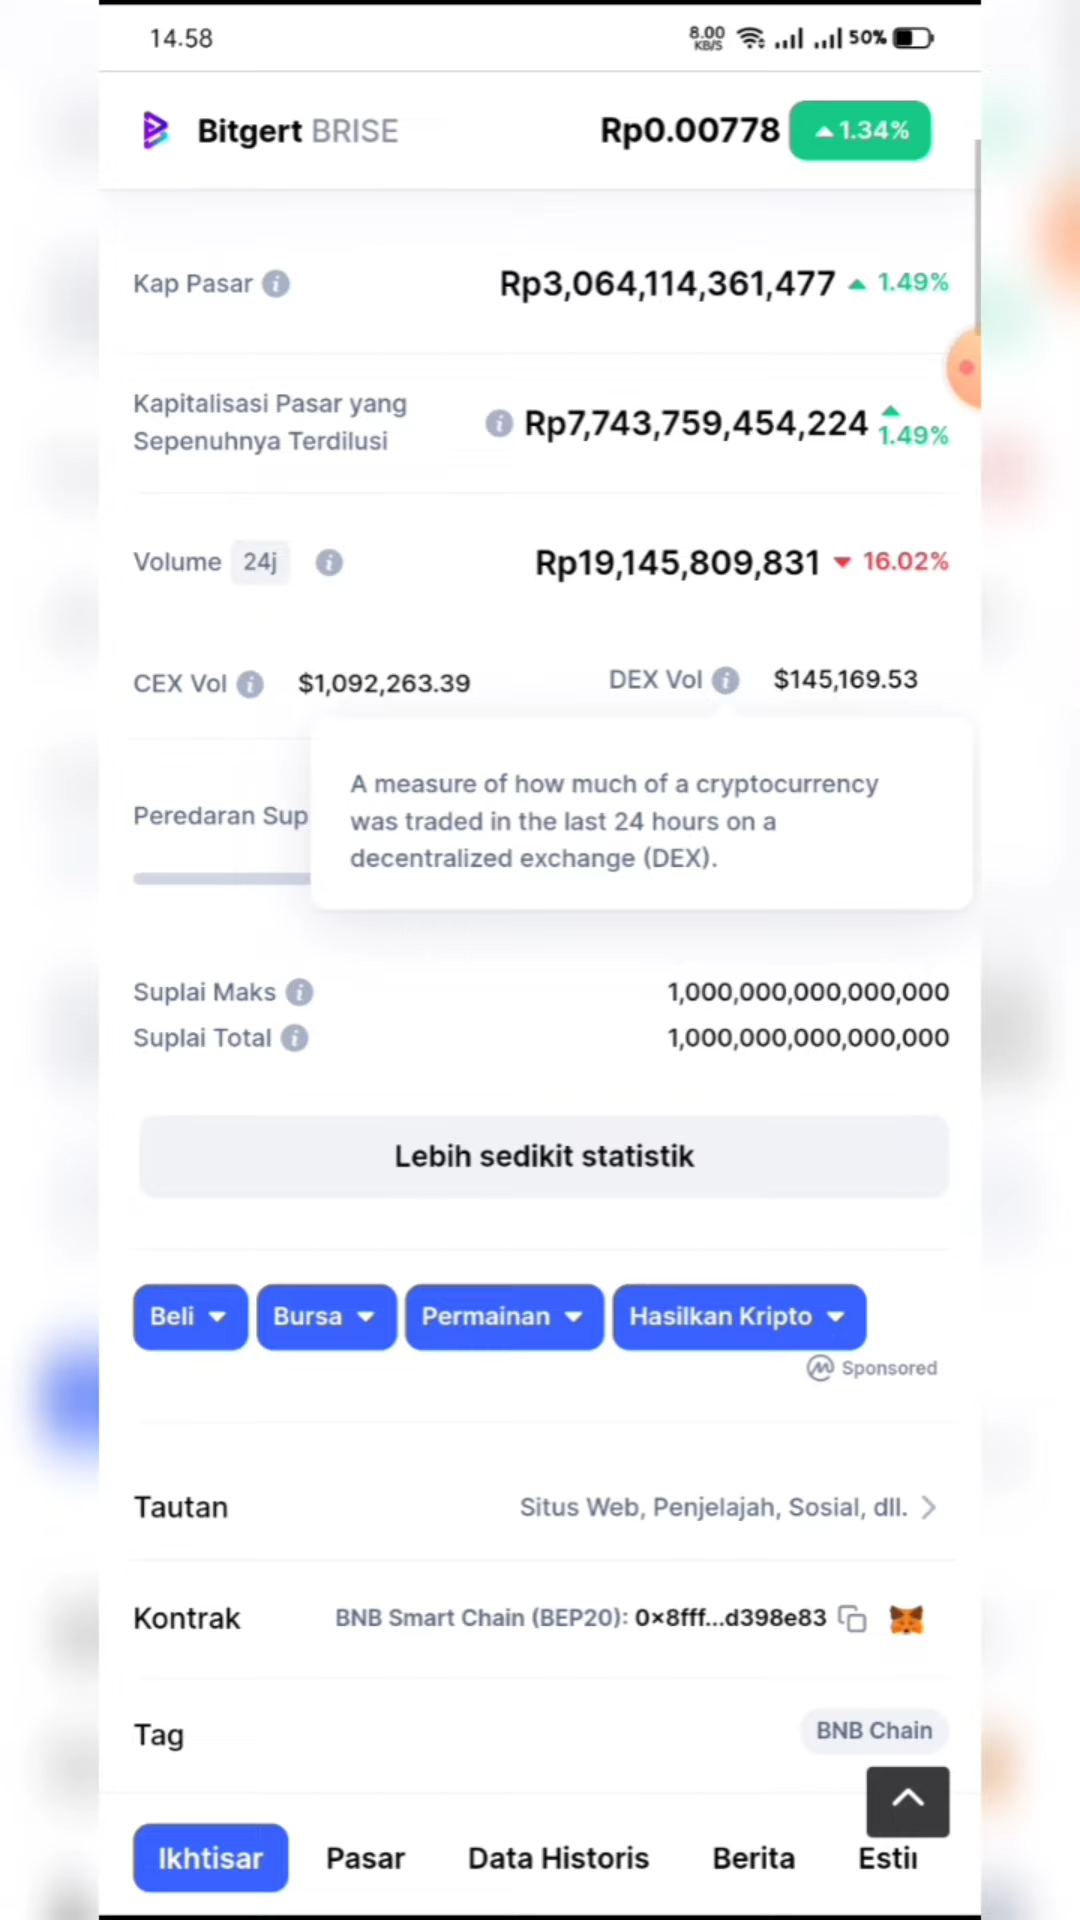 14.58
8.00 KB/S
50%
Bitgert BRISE
Rp0.00778
1.34%
Kap Pasar
Rp3,064,114,361,477
1.49%
Kapitalisasi Pasar yang
Sepenuhnya Terdilusi
Rp7,743,759,454,224
1.49%
Volume 24j
Rp19,145,809,831
16.02%
CEX Vol
$1,092,263.39
DEX Vol
$145,169.53
A measure of how much of a cryptocurrency
was traded in the last 24 hours on a
decentralized exchange (DEX).
Peredaran Sup
Suplai Maks
1,000,000,000,000,000
Suplai Total
1,000,000,000,000,000
Lebih sedikit statistik
Beli
Bursa
Permainan
Hasilkan Kripto
Sponsored
Tautan
Situs Web, Penjelajah, Sosial, dll.
Kontrak
BNB Smart Chain (BEP20): 0x8fff...d398e83
Tag
BNB Chain
Ikhtisar
Pasar
Data Historis
Berita